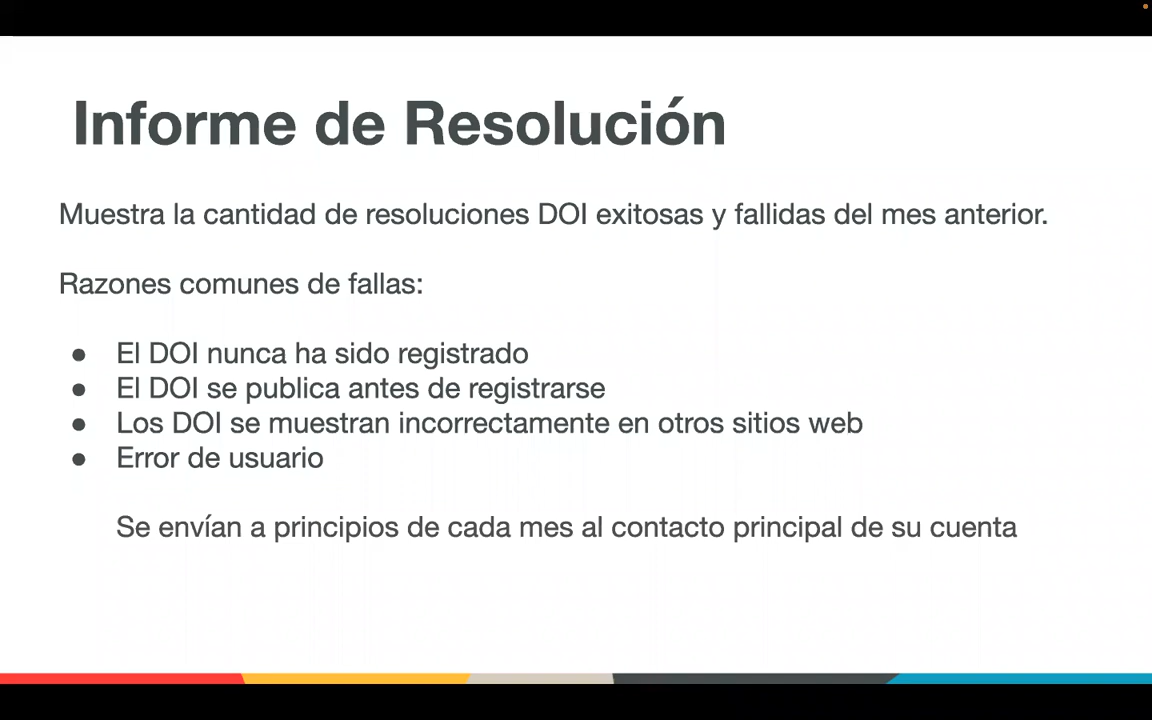 Informe de Resolución
Muestra la cantidad de resoluciones DOI exitosas y fallidas del mes anterior.
Razones comunes de fallas:
● El DOI nunca ha sido registrado
● El DOI se publica antes de registrarse
● Los DOI se muestran incorrectamente en otros sitios web
● Error de usuario
Se envían a principios de cada mes al contacto principal de su cuenta